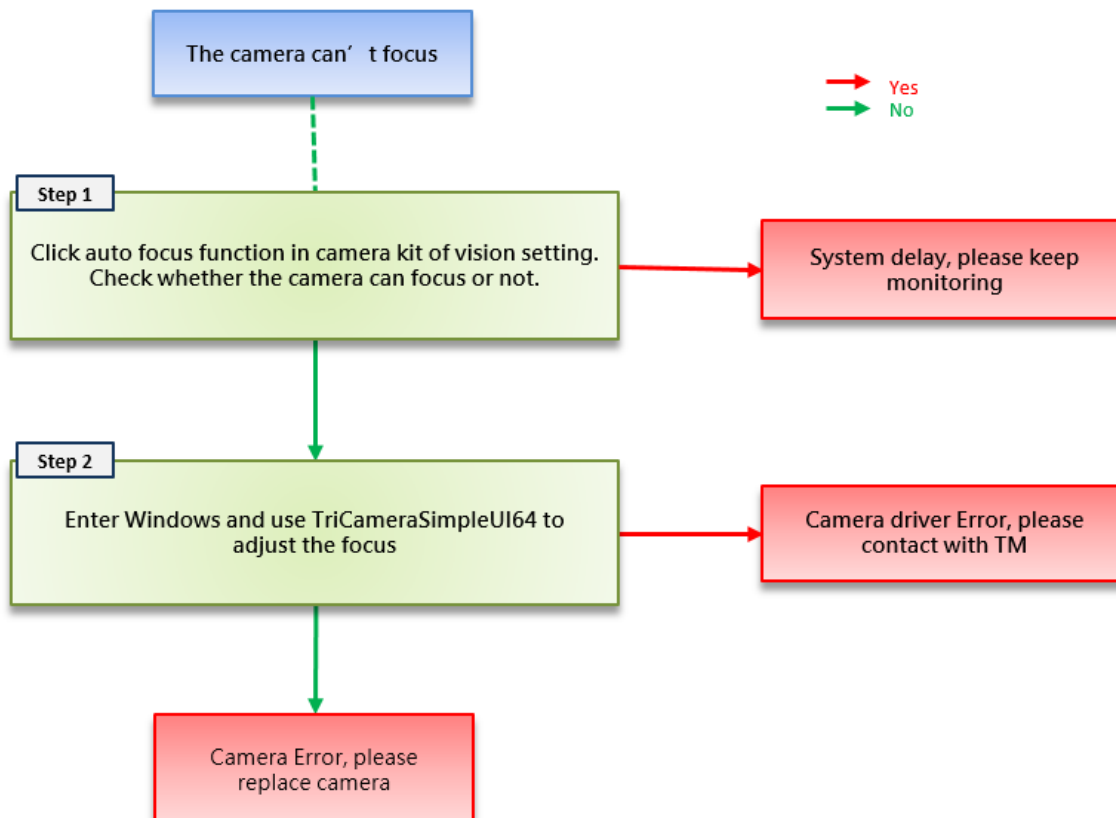 The camera can’ t focus
Yes
No
Step 1
Click auto focus function in camera kit of vision setting.
Check whether the camera can focus or not.
System delay, please keep
monitoring
Step 2
Enter Windows and use TriCameraSimpleUI64 to
adjust the focus
Camera driver Error, please
contact with TM
Camera Error, please
replace camera